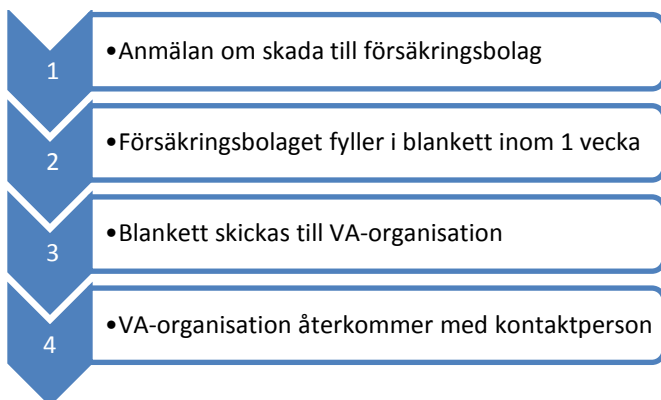 1
•Anmälan om skada till försäkringsbolag
2
•Försäkringsbolaget fyller i blankett inom 1 vecka
3
•Blankett skickas till VA-organisation
4
•VA-organisation återkommer med kontaktperson